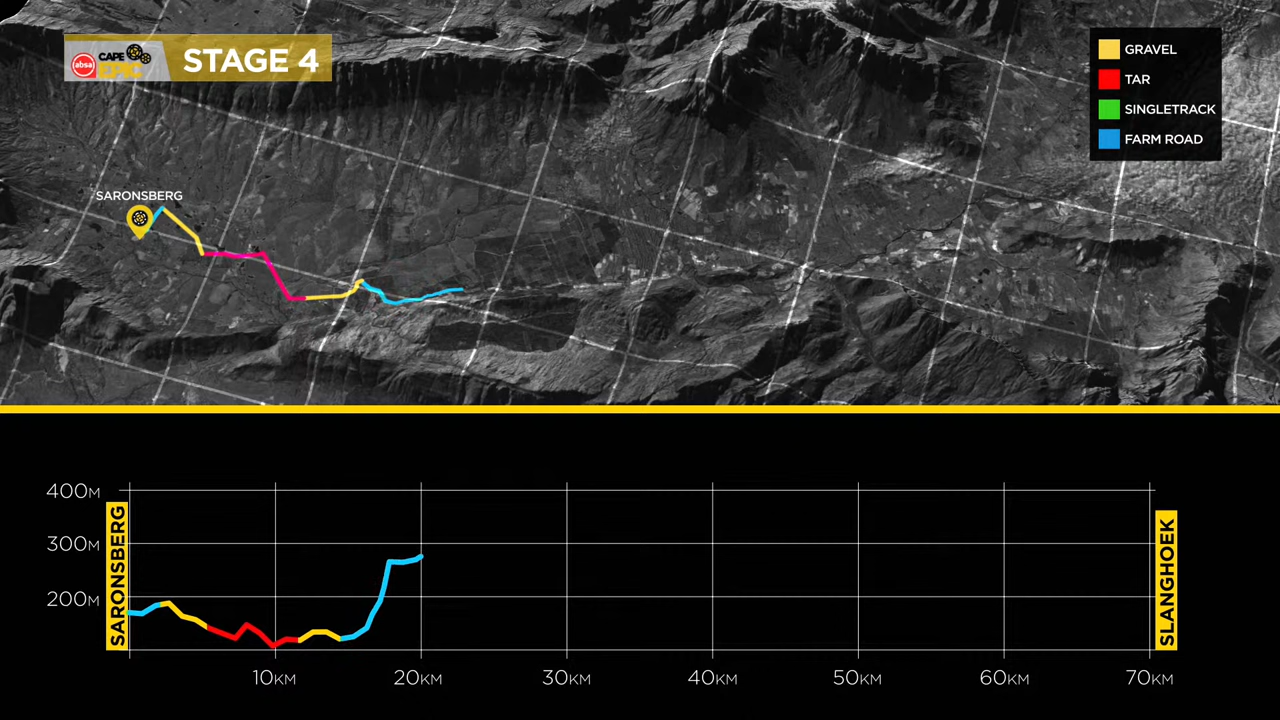 absa
CAPE
EPIC
STAGE 4
GRAVEL
TAR
SINGLETRACK
FARM ROAD
SARONSBERG
400M
300M
200M
SARONSBERG
SLANGHOEK
10KM
20KM
30KM
40KM
50KM
60KM
70KM